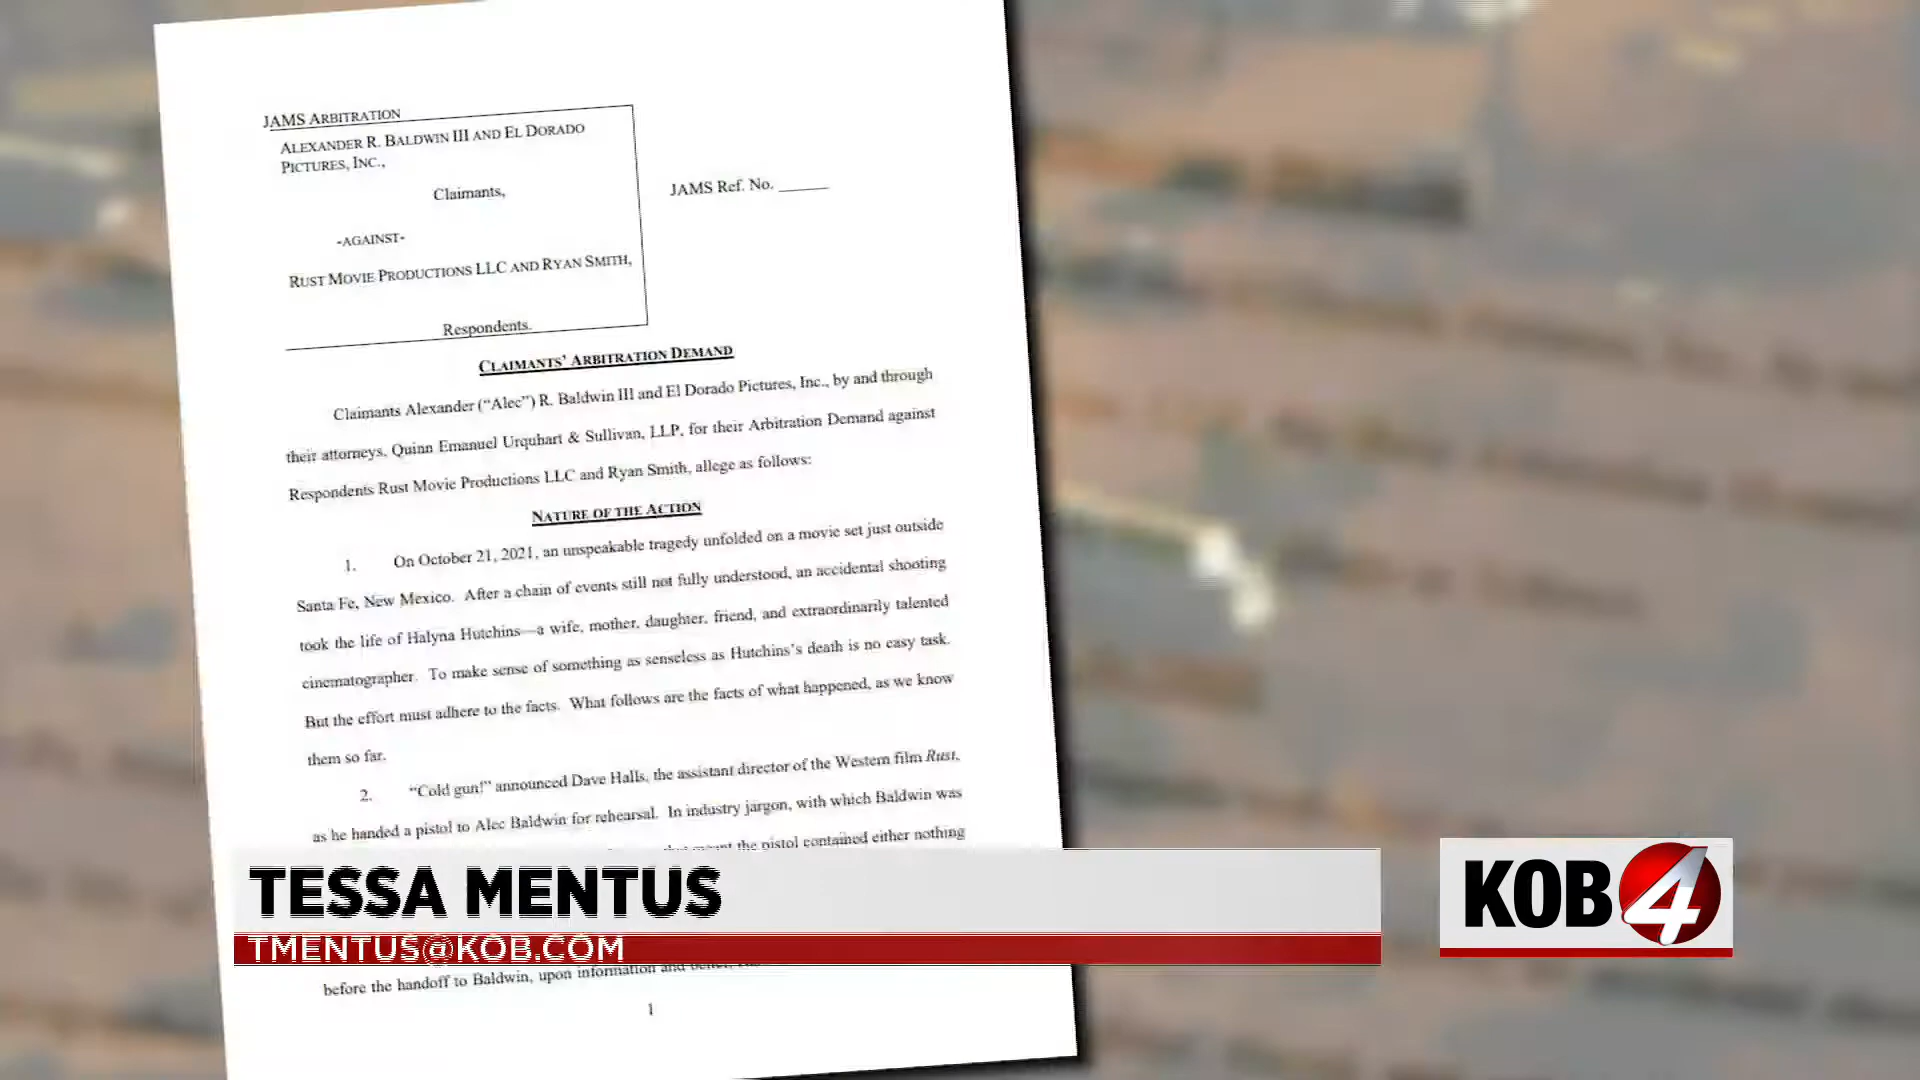 JAMS ARBITRATION
ALEXANDER R. BALDWIN III AND EL DORADO
PICTURES, INC.,
Claimants,
JAMS Ref. No. ______
-AGAINST-
RUST MOVIE PRODUCTIONS LLC AND RYAN SMITH,
Respondents.
CLAIMANTS' ARBITRATION DEMAND
Claimants Alexander (“Alec”) R. Baldwin III and El Dorado Pictures, Inc., by and through
their attorneys, Quinn Emanuel Urquhart & Sullivan, LLP, for their Arbitration Demand against
Respondents Rust Movie Productions LLC and Ryan Smith, allege as follows:
NATURE OF THE ACTION
1. On October 21, 2021, an unspeakable tragedy unfolded on a movie set just outside
Santa Fe, New Mexico. After a chain of events still not fully understood, an accidental shooting
took the life of Halyna Hutchins—a wife, mother, daughter, friend, and extraordinarily talented
cinematographer. To make sense of something as senseless as Hutchins’s death is no easy task.
But the effort must adhere to the facts. What follows are the facts of what happened, as we know
them so far.
2. “Cold gun!” announced Dave Halls, the assistant director of the Western film Rust,
as he handed a pistol to Alec Baldwin for rehearsal. In industry jargon, with which Baldwin was
the pistol contained either nothing
TESSA MENTUS
TMENTUS@KOB.COM
KOB 4
before the handoff to Baldwin, upon information and
1